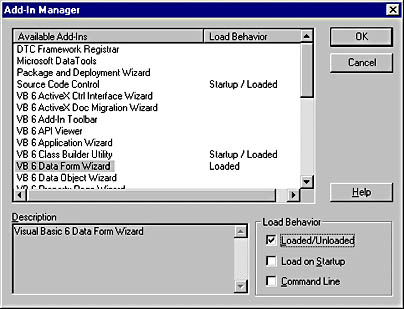 Add-In Manager
Available Add-Ins Load Behavior
DTC Framework Registrar
Microsoft DataTools
Package and Deployment Wizard
Source Code Control Startup / Loaded
VB 6 ActiveX Ctrl Interface Wizard
VB 6 ActiveX Doc Migration Wizard
VB 6 Add-In Toolbar
VB 6 API Viewer
VB 6 Application Wizard
VB 6 Class Builder Utility Startup / Loaded
VB 6 Data Form Wizard Loaded
VB 6 Data Object Wizard
VB 6 Property Page Wizard
OK
Cancel
Help
Description
Visual Basic 6 Data Form Wizard
Load Behavior
Loaded/Unloaded
Load on Startup
Command Line